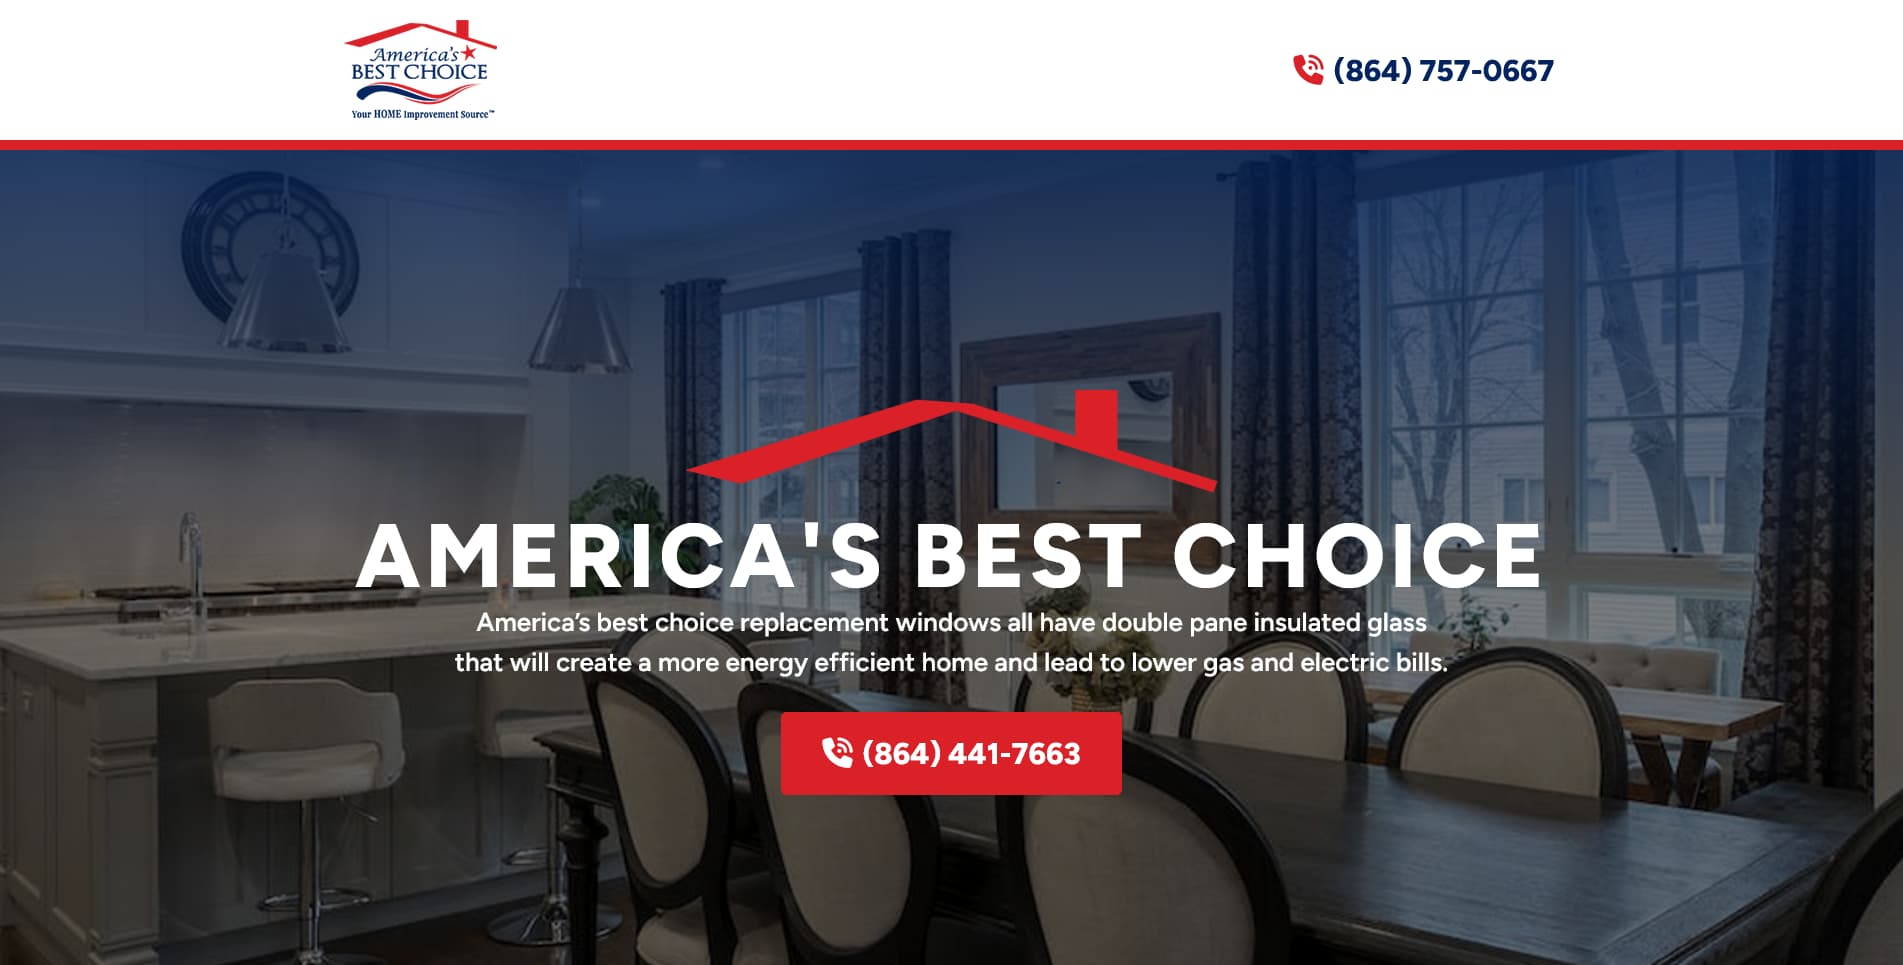 America's
BEST CHOICE
Your HOME Improvement Source™
(864) 757-0667
AMERICA'S BEST CHOICE
America’s best choice replacement windows all have double pane insulated glass
that will create a more energy efficient home and lead to lower gas and electric bills.
(864) 441-7663